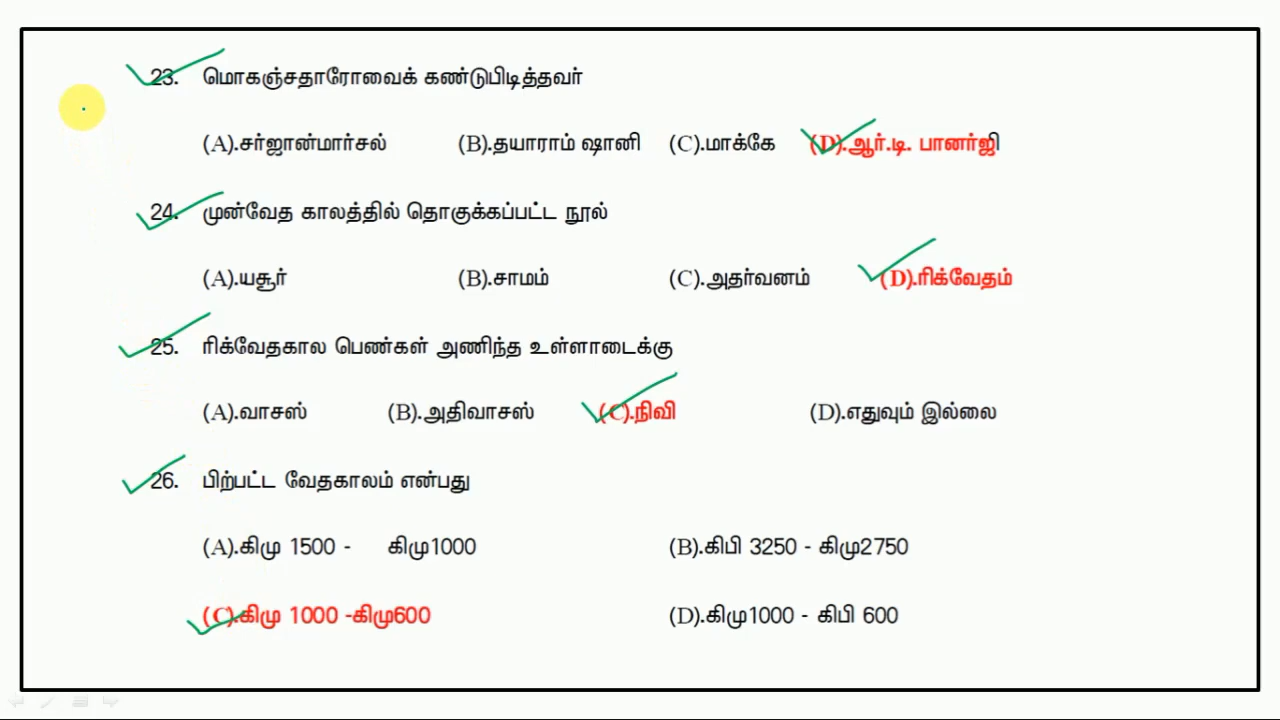 23. மொகஞ்சதாரோவைக் கண்டுபிடித்தவர்
(A).சர்ஜான்மார்சல் (B).தயாராம் ஷானி (C).மாக்கே (D).ஆர்.டி. பானர்ஜி
24. முன்வேத காலத்தில் தொகுக்கப்பட்ட நூல்
(A).யசூர் (B).சாமம் (C).அதர்வனம் (D).ரிக்வேதம்
25. ரிக்வேதகால பெண்கள் அணிந்த உள்ளாடைக்கு
(A).வாசஸ் (B).அதிவாசஸ் (C).நிவி (D).எதுவும் இல்லை
26. பிற்பட்ட வேதகாலம் என்பது
(A).கிமு 1500 - கிமு1000 (B).கிபி 3250 - கிமு2750
(C).கிமு 1000 -கிமு600 (D).கிமு1000 - கிபி 600